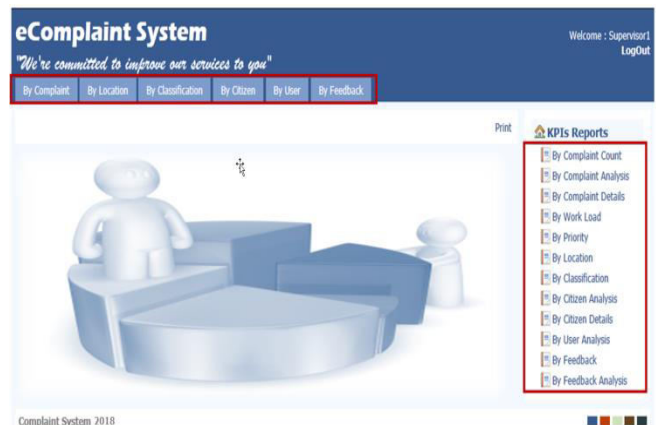 eComplaint System
Welcome : Supervisor1
LogOut
"We're committed to improve our services to you"
By Complaint By Location By Classification By Citizen By User By Feedback
Print
KPIs Reports
By Complaint Count
By Complaint Analysis
By Complaint Details
By Work Load
By Priority
By Location
By Classification
By Citizen Analysis
By Citizen Details
By User Analysis
By Feedback
By Feedback Analysis
Complaint System 2018